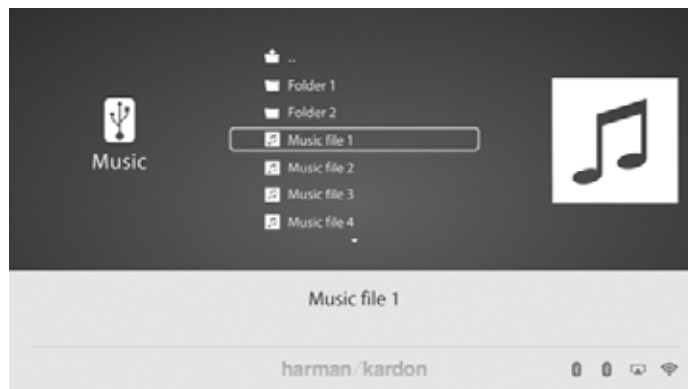 ..
Folder 1
Folder 2
Music file 1
Music
Music file 2
Music file 3
Music file 4
Music file 1
harman/kardon